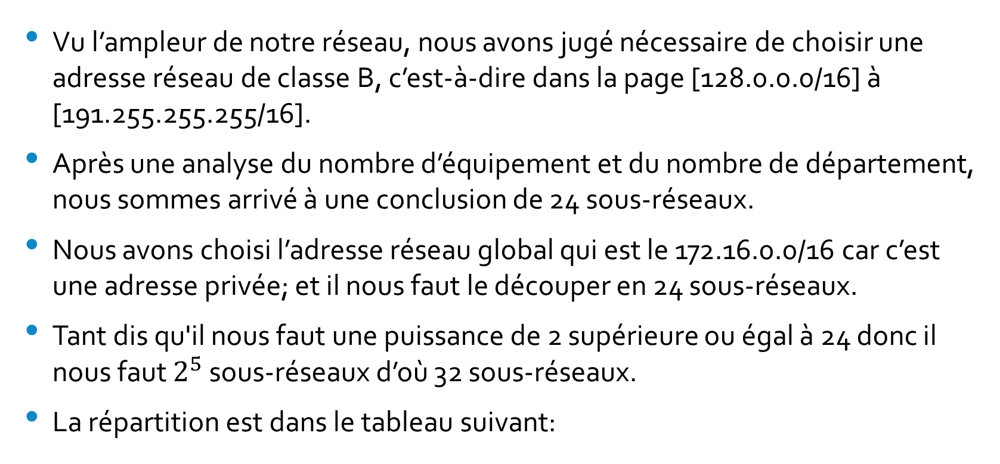 • Vu l’ampleur de notre réseau, nous avons jugé nécessaire de choisir une
adresse réseau de classe B, c’est-à-dire dans la page [128.0.0.0/16] à
[191.255.255.255/16].
• Après une analyse du nombre d’équipement et du nombre de département,
nous sommes arrivé à une conclusion de 24 sous-réseaux.
• Nous avons choisi l’adresse réseau global qui est le 172.16.0.0/16 car c’est
une adresse privée; et il nous faut le découper en 24 sous-réseaux.
• Tant dis qu'il nous faut une puissance de 2 supérieure ou égal à 24 donc il
nous faut 2⁵ sous-réseaux d’où 32 sous-réseaux.
• La répartition est dans le tableau suivant: